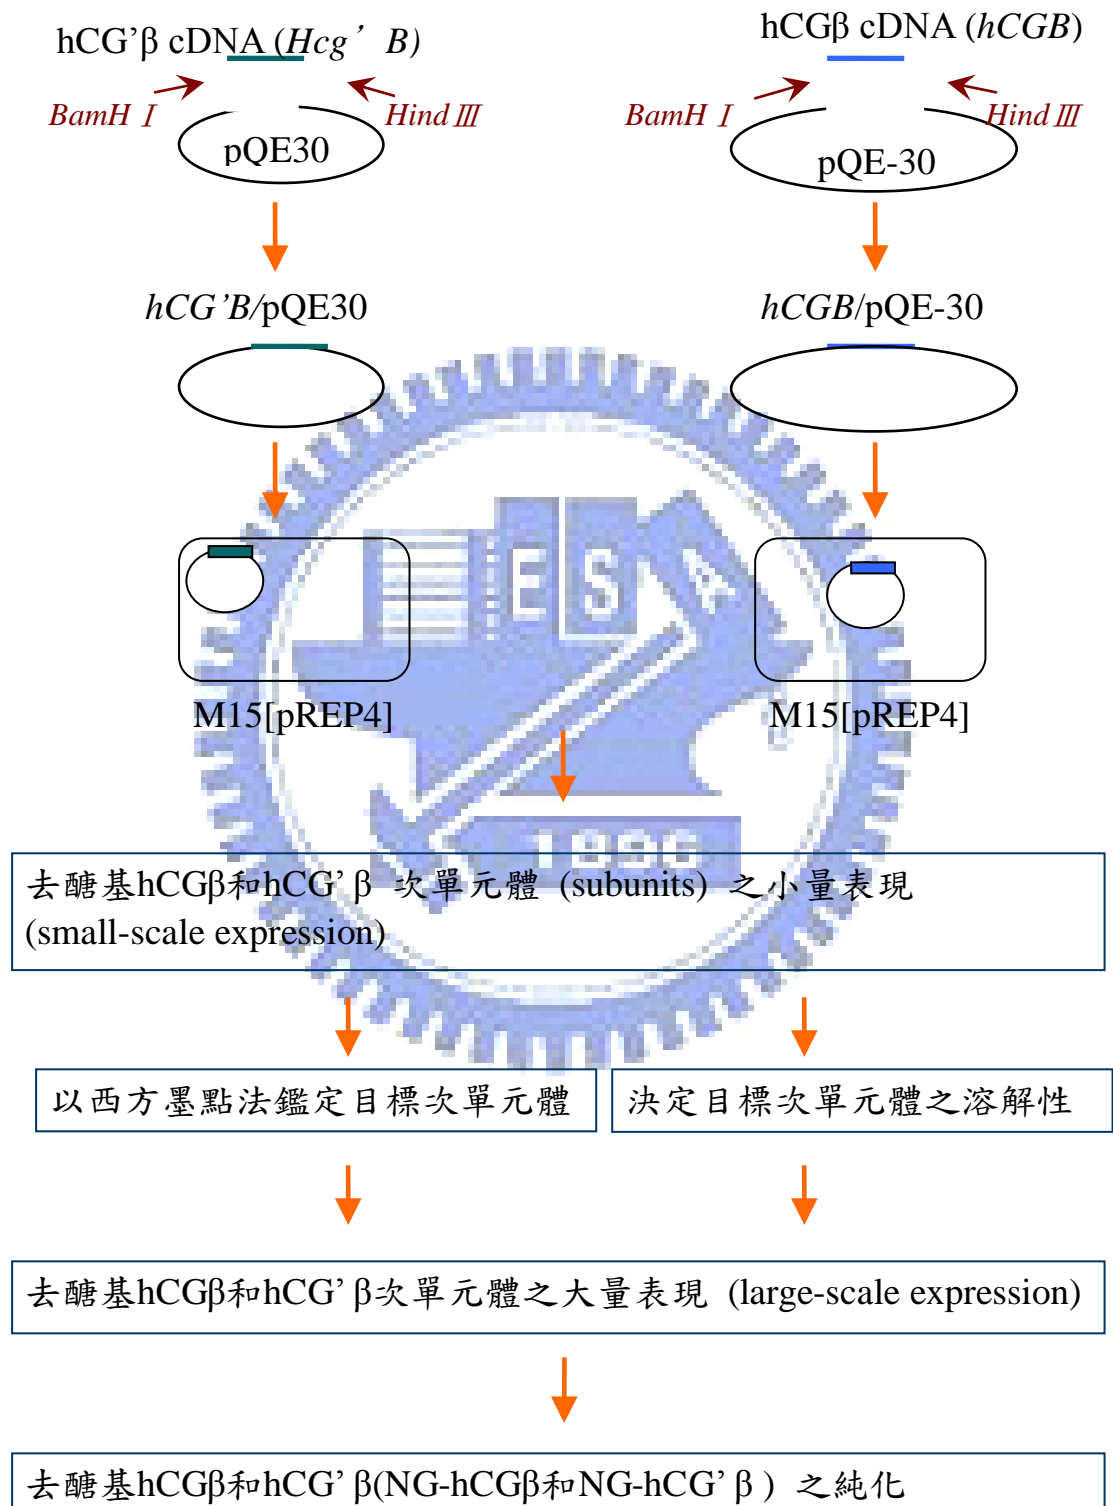 hCG’β cDNA (Hcg’ B)
hCGβ cDNA (hCGB)
BamH Ⅰ
Hind Ⅲ
BamH Ⅰ
Hind Ⅲ
pQE30
pQE-30
hCG’B/pQE30
hCGB/pQE-30
E S A
M15[pREP4]
M15[pREP4]
1896
去醣基hCGβ和hCG’ β 次單元體 (subunits) 之小量表現
(small-scale expression)
以西方墨點法鑑定目標次單元體
決定目標次單元體之溶解性
去醣基hCGβ和hCG’ β次單元體之大量表現 (large-scale expression)
去醣基hCGβ和hCG’ β(NG-hCGβ和NG-hCG’ β ) 之純化